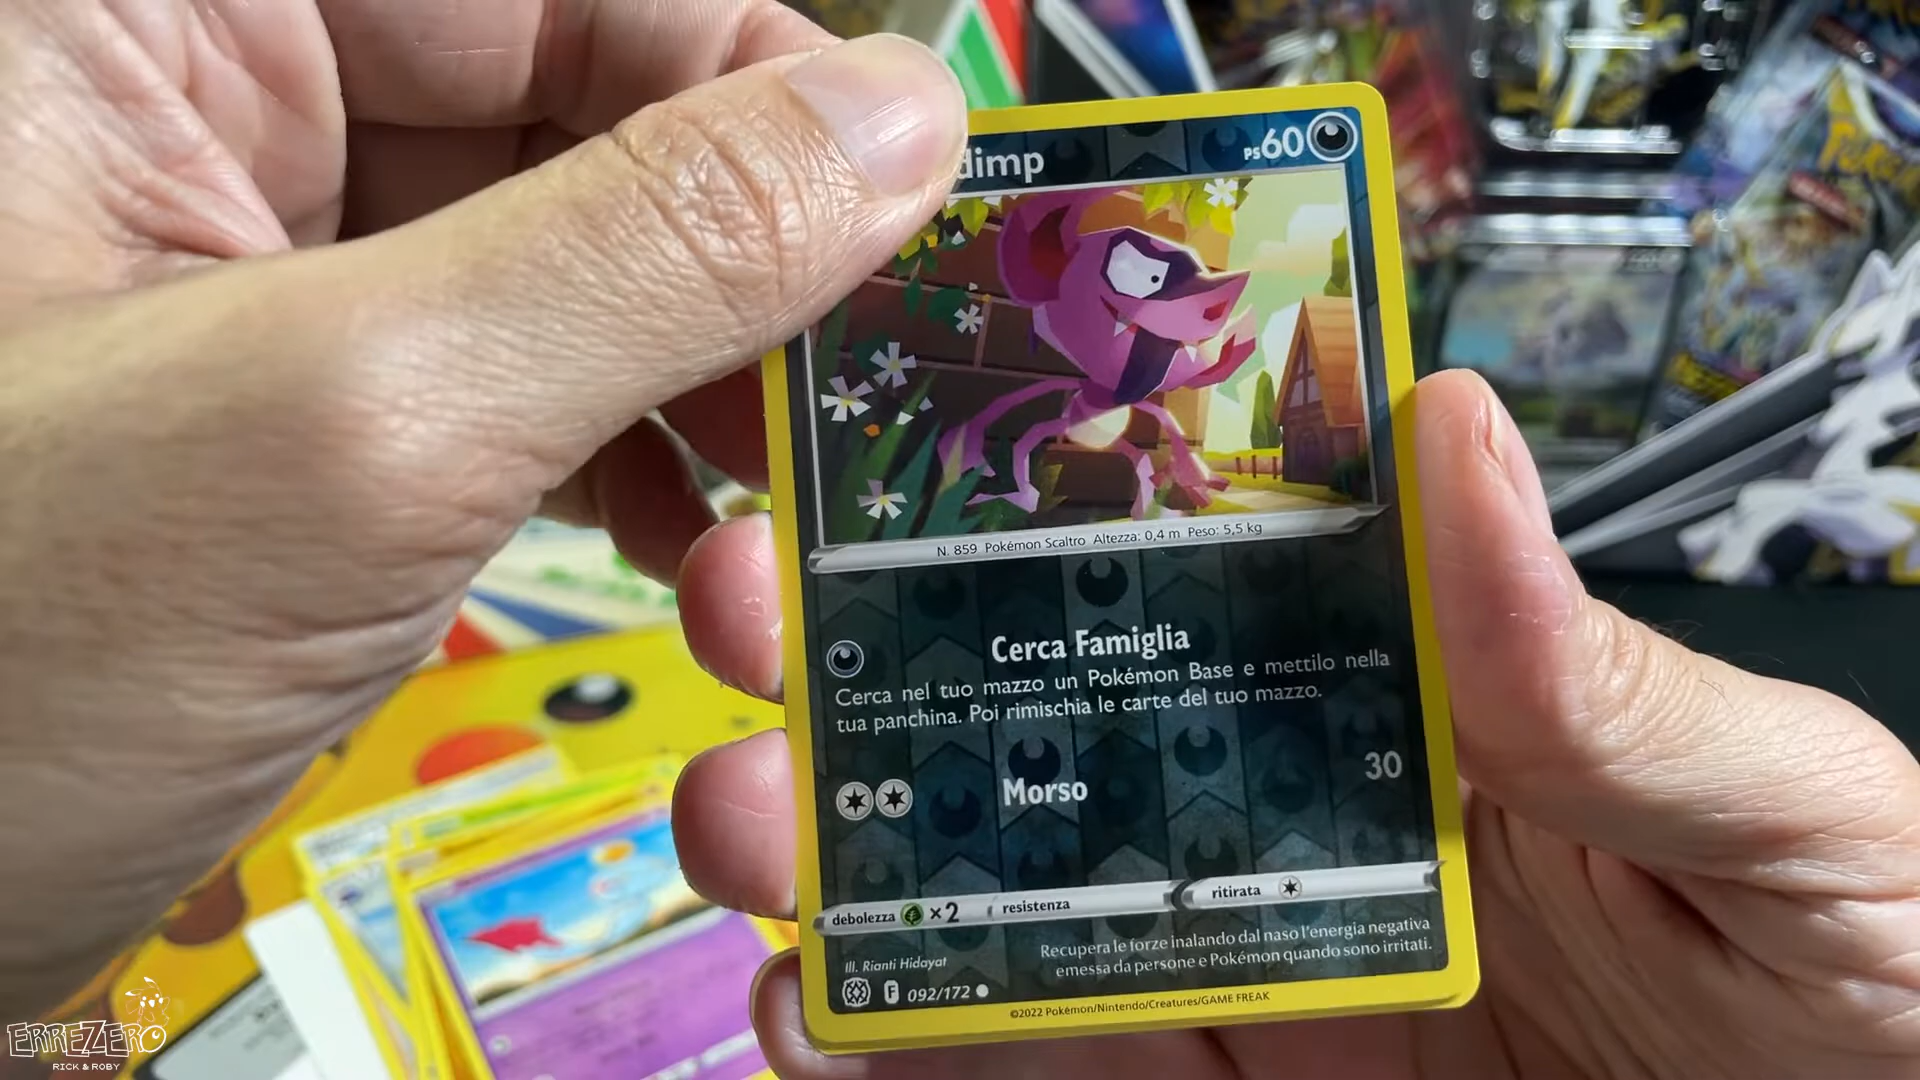 dimp
PS60
N. 859 Pokémon Scaltro Altezza: 0,4 m Peso: 5,5 kg
Cerca Famiglia
Cerca nel tuo mazzo un Pokémon Base e mettilo nella
tua panchina. Poi rimischia le carte del tuo mazzo.
Morso 30
debolezza ×2 resistenza ritirata
Recupera le forze inalando dal naso l'energia negativa
emessa da persone e Pokémon quando sono irritati.
Ill. Rianti Hidayat
F 092/172
©2022 Pokémon/Nintendo/Creatures/GAME FREAK
ERREZERO
RICK & ROBY